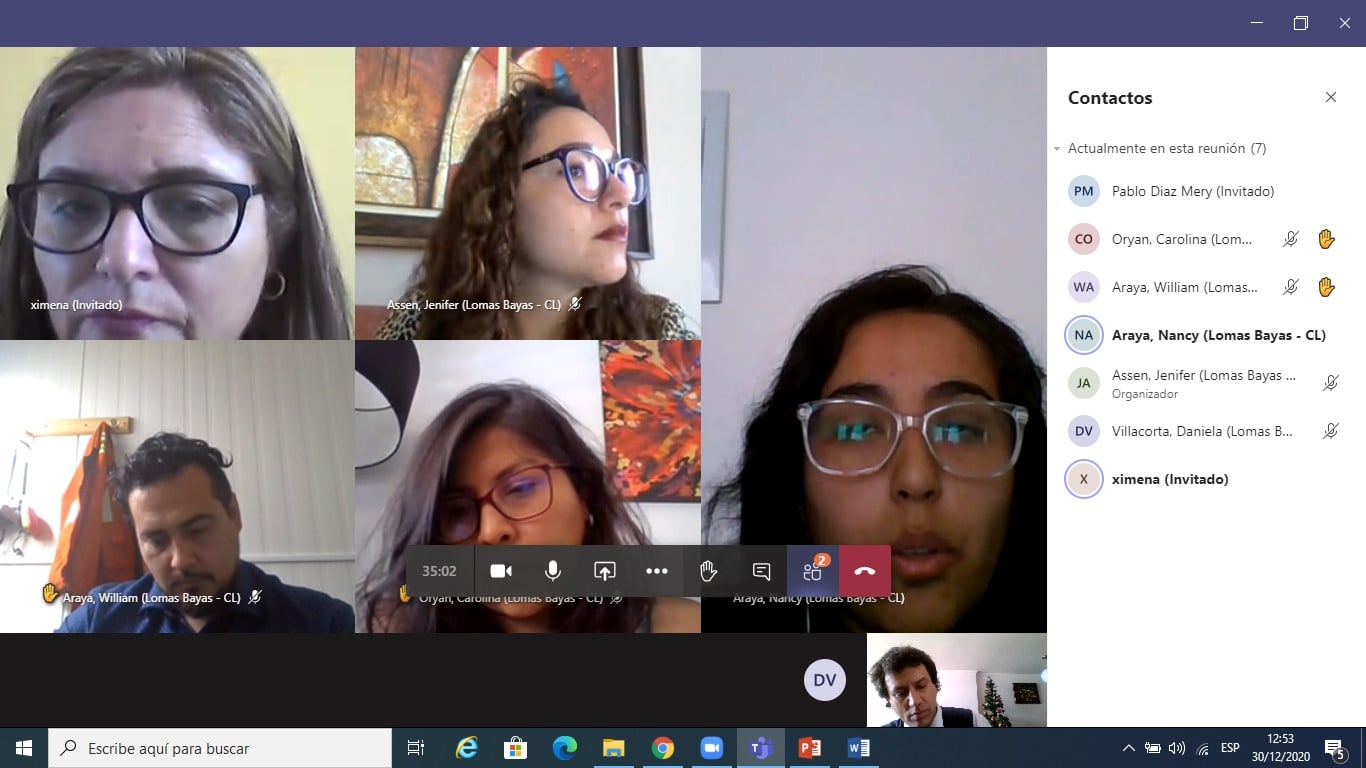 ximena (Invitado)
Assen, Jenifer (Lomas Bayas - CL)
Araya, William (Lomas Bayas - CL)
Oryan, Carolina (Lomas Bayas - CL)
Araya, Nancy (Lomas Bayas - CL)
35:02
2
DV
Contactos
Actualmente en esta reunión (7)
PM
Pablo Diaz Mery (Invitado)
CO
Oryan, Carolina (Lom...
WA
Araya, William (Lomas...
NA
Araya, Nancy (Lomas Bayas - CL)
JA
Assen, Jenifer (Lomas Bayas ...
Organizador
DV
Villacorta, Daniela (Lomas B...
X
ximena (Invitado)
Escribe aquí para buscar
ESP
12:53
30/12/2020
5